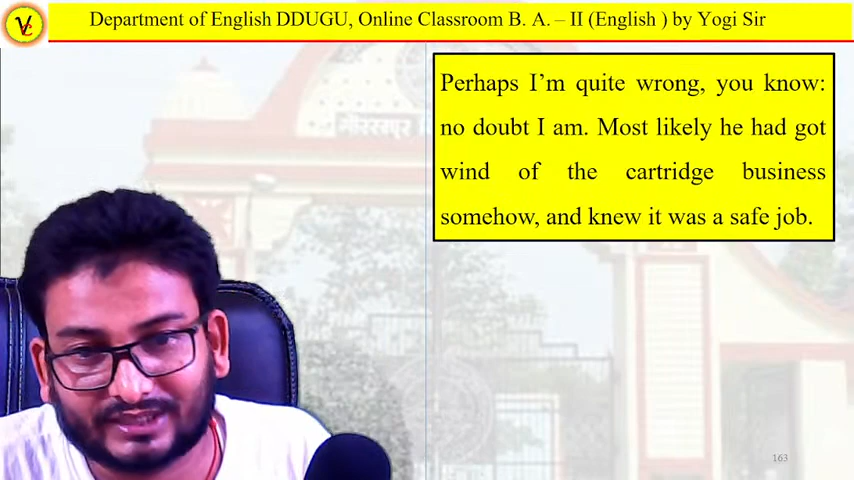 Department of English DDUGU, Online Classroom B. A. – II (English ) by Yogi Sir
Perhaps I’m quite wrong, you know:
no doubt I am. Most likely he had got
wind of the cartridge business
somehow, and knew it was a safe job.
163